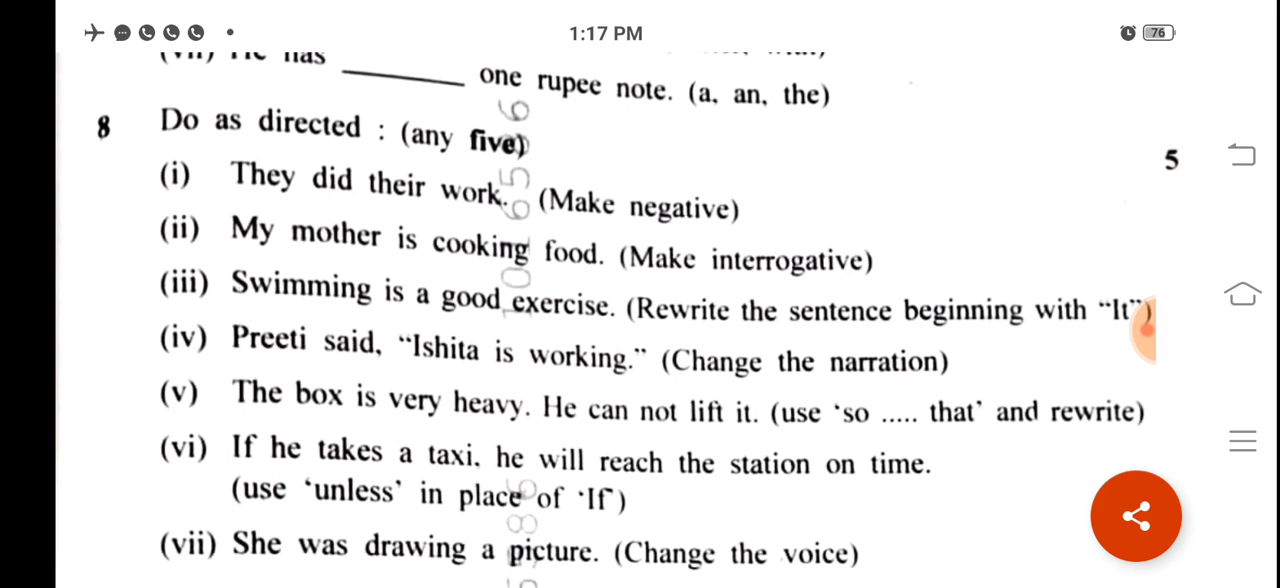 1:17 PM
76
(vii) He has ______ one rupee note. (a, an, the)
8 Do as directed : (any five) 5
(i) They did their work. (Make negative)
(ii) My mother is cooking food. (Make interrogative)
(iii) Swimming is a good exercise. (Rewrite the sentence beginning with “It”)
(iv) Preeti said, “Ishita is working.” (Change the narration)
(v) The box is very heavy. He can not lift it. (use ‘so ..... that’ and rewrite)
(vi) If he takes a taxi, he will reach the station on time.
(use ‘unless’ in place of ‘If’)
(vii) She was drawing a picture. (Change the voice)